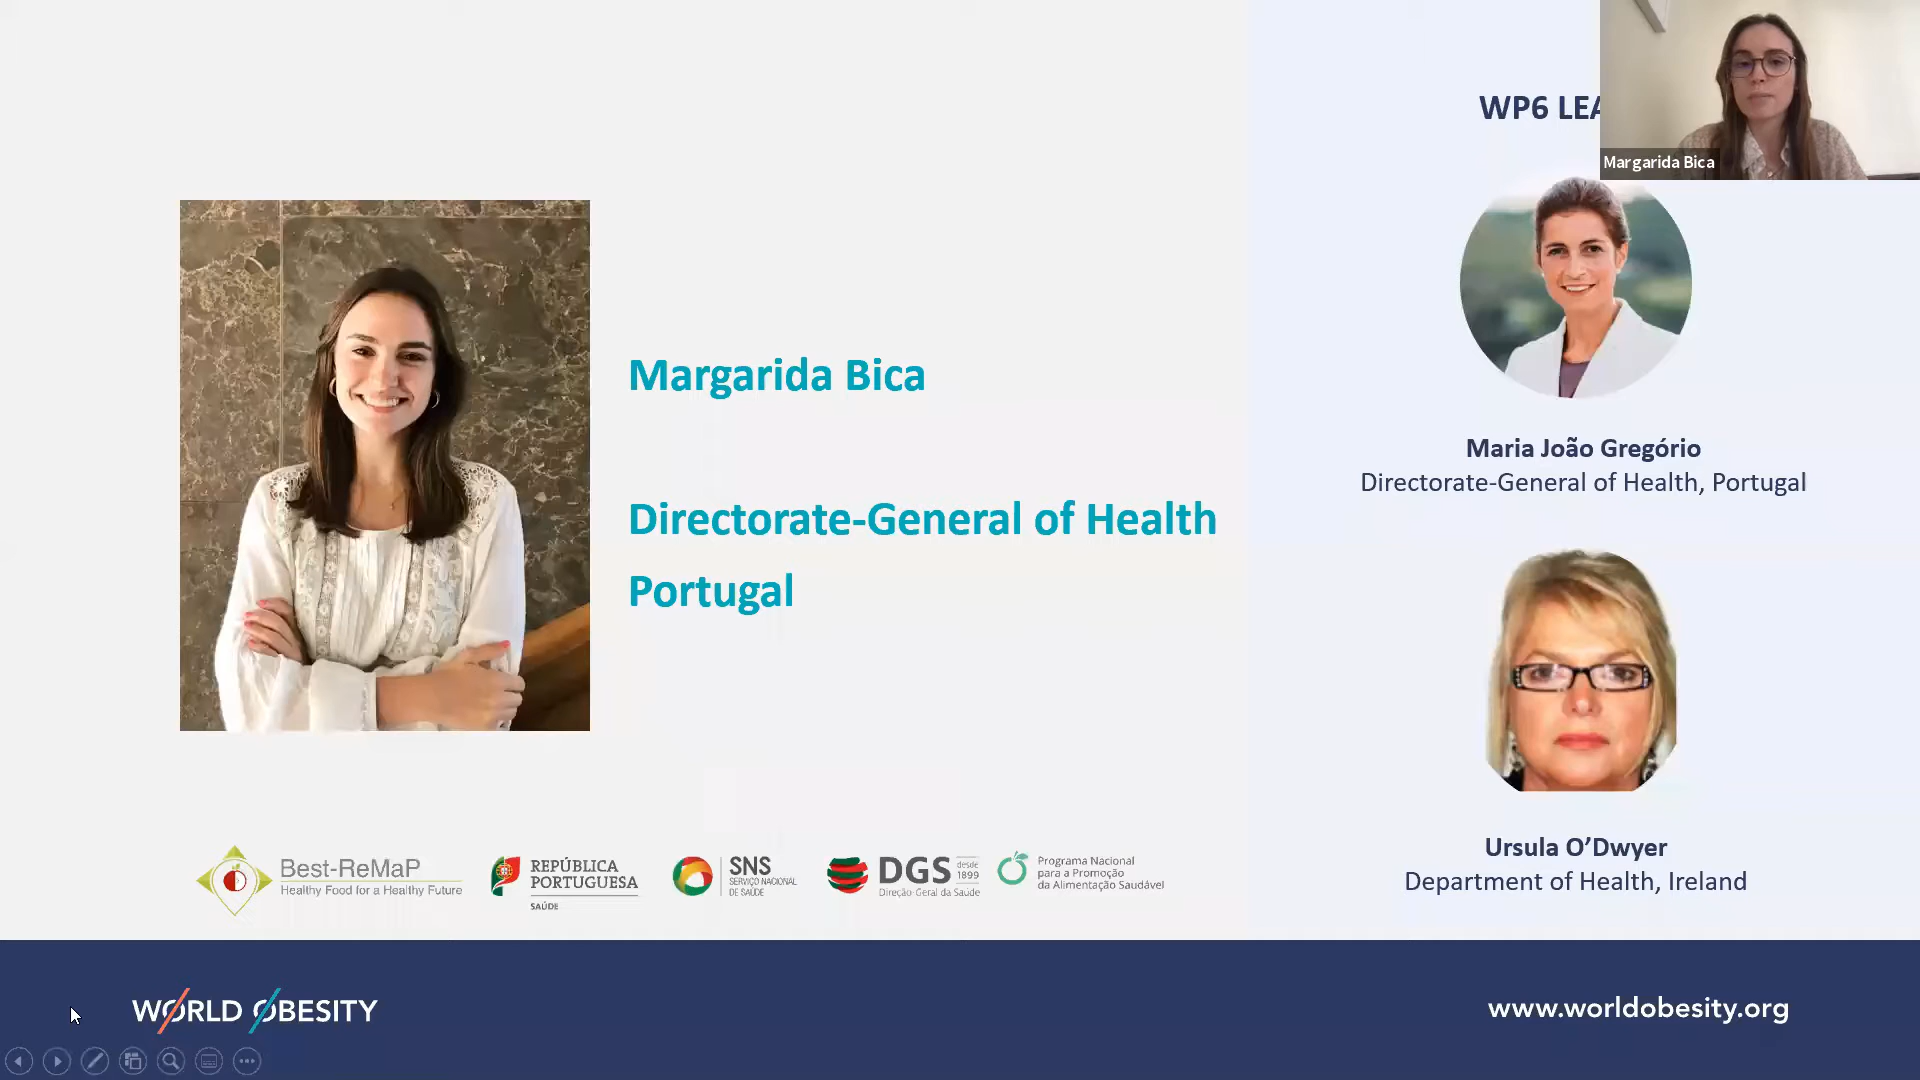 WP6 LEA
Margarida Bica
Margarida Bica
Directorate-General of Health
Portugal
Maria João Gregório
Directorate-General of Health, Portugal
Ursula O’Dwyer
Department of Health, Ireland
Best-ReMaP
Healthy Food for a Healthy Future
REPÚBLICA
PORTUGUESA
SAÚDE
SNS
SERVIÇO NACIONAL
DE SAÚDE
DGS
desde
1899
Direção-Geral da Saúde
Programa Nacional
para a Promoção
da Alimentação Saudável
WORLD OBESITY
www.worldobesity.org